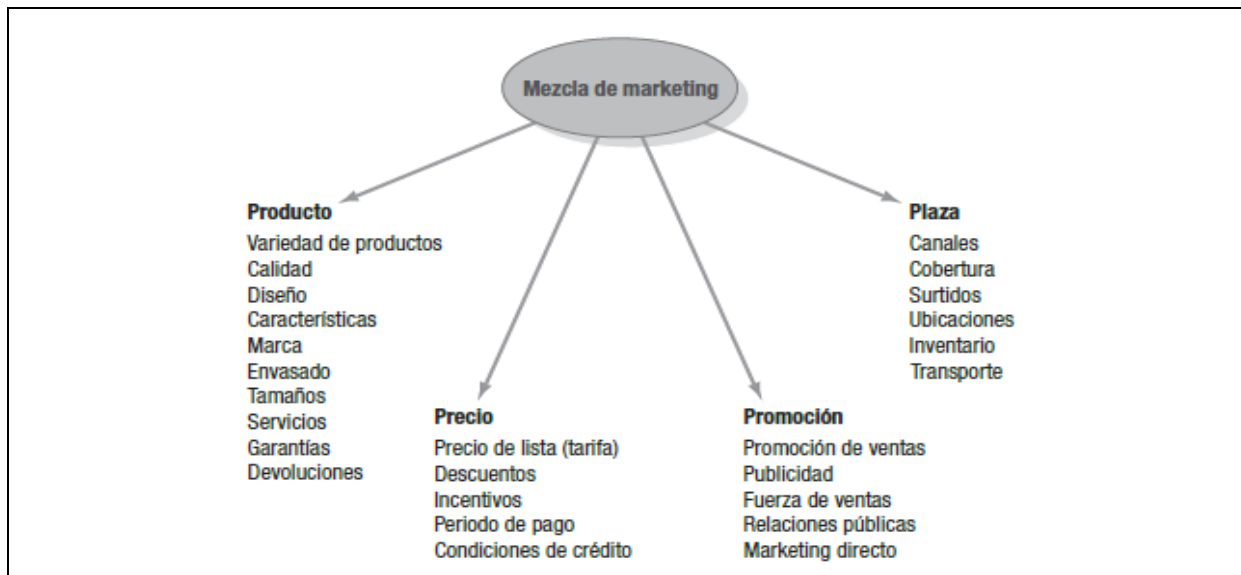 Mezcla de marketing
Producto
Variedad de productos
Calidad
Diseño
Características
Marca
Envasado
Tamaños
Servicios
Garantías
Devoluciones
Precio
Precio de lista (tarifa)
Descuentos
Incentivos
Periodo de pago
Condiciones de crédito
Promoción
Promoción de ventas
Publicidad
Fuerza de ventas
Relaciones públicas
Marketing directo
Plaza
Canales
Cobertura
Surtidos
Ubicaciones
Inventario
Transporte